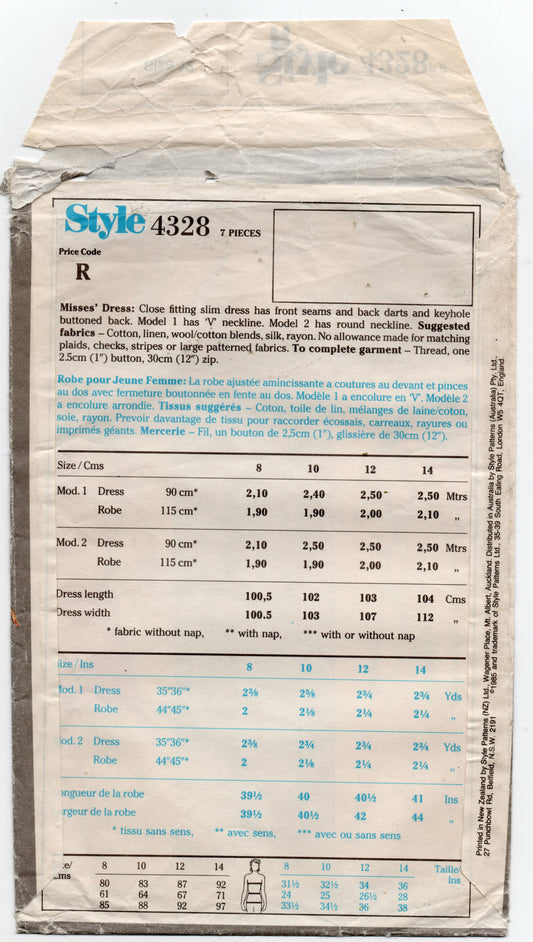 Style 4328 7 PIECES
Price Code
R
Misses' Dress: Close fitting slim dress has front seams and back darts and keyhole
buttoned back. Model 1 has 'V' neckline. Model 2 has round neckline. Suggested
fabrics – Cotton, linen, wool/cotton blends, silk, rayon. No allowance made for matching
plaids, checks, stripes or large patterned fabrics. To complete garment – Thread, one
2.5cm (1") button, 30cm (12") zip.
Robe pour Jeune Femme: La robe ajustée amincissante a coutures au devant et pinces
au dos avec fermeture boutonnée en fente au dos. Modèle 1 a encolure en 'V'. Modèle 2
a encolure arrondie. Tissus suggérés – Coton, toile de lin, mélanges de laine/coton,
soie, rayon. Prevoir davantage de tissu pour raccorder écossais, carreaux, rayures ou
imprimés géants. Mercerie – Fil, un bouton de 2,5cm (1"), glissière de 30cm (12").
Size/Cms 8 10 12 14
Mod. 1 Dress 90 cm* 2,10 2,40 2,50 2,50 Mtrs
Robe 115 cm* 1,90 1,90 2,00 2,10 "
Mod. 2 Dress 90 cm* 2,10 2,50 2,50 2,50 Mtrs
Robe 115 cm* 1,90 1,90 2,00 2,10 "
Dress length 100,5 102 103 104 Cms
Dress width 100.5 103 107 112 "
* fabric without nap, ** with nap, *** with or without nap
Size/Ins 8 10 12 14
Mod. 1 Dress 35"36"* 2⅜ 2⅝ 2¾ 2¾ Yds
Robe 44"45"* 2 2⅛ 2¼ 2¼ "
od. 2 Dress 35"36"* 2⅜ 2¾ 2¾ 2¾ Yds
Robe 44"45"* 2 2⅛ 2¼ 2¼ "
ongueur de la robe 39½ 40 40½ 41 Ins
argeur de la robe 39½ 40½ 42 44 "
* tissu sans sens, ** avec sens, *** avec ou sans sens
ze/ 8 10 12 14 8 10 12 14 Taille/
ms 80 83 87 92 31½ 32½ 34 36 Ins
61 64 67 71 24 25 26½ 28
85 88 92 97 33½ 34½ 36 38
Printed in New Zealand by Style Patterns (NZ) Ltd., Wagener Place, Mt. Albert, Auckland. Distributed in Australia by Style Patterns (Australia) Pty. Ltd.,
27 Punchbowl Rd, Belfield, N.S.W. 2191 ©1985 and trademark of Style Patterns Ltd., 35-39 South Ealing Road, London W5 4QT, England.